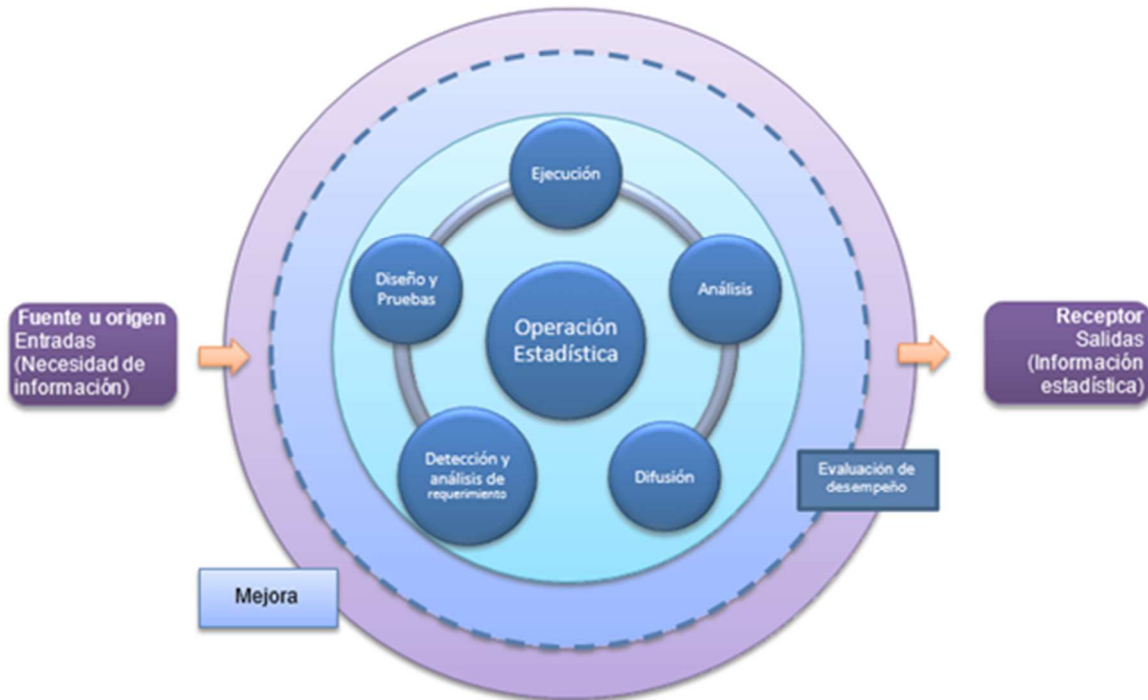 Ejecución
Diseño y
Pruebas
Análisis
Operación
Estadística
Fuente u origen
Entradas
(Necesidad de
información)
Receptor
Salidas
(Información
estadística)
Detección y
análisis de
requerimiento
Difusión
Evaluación de
desempeño
Mejora